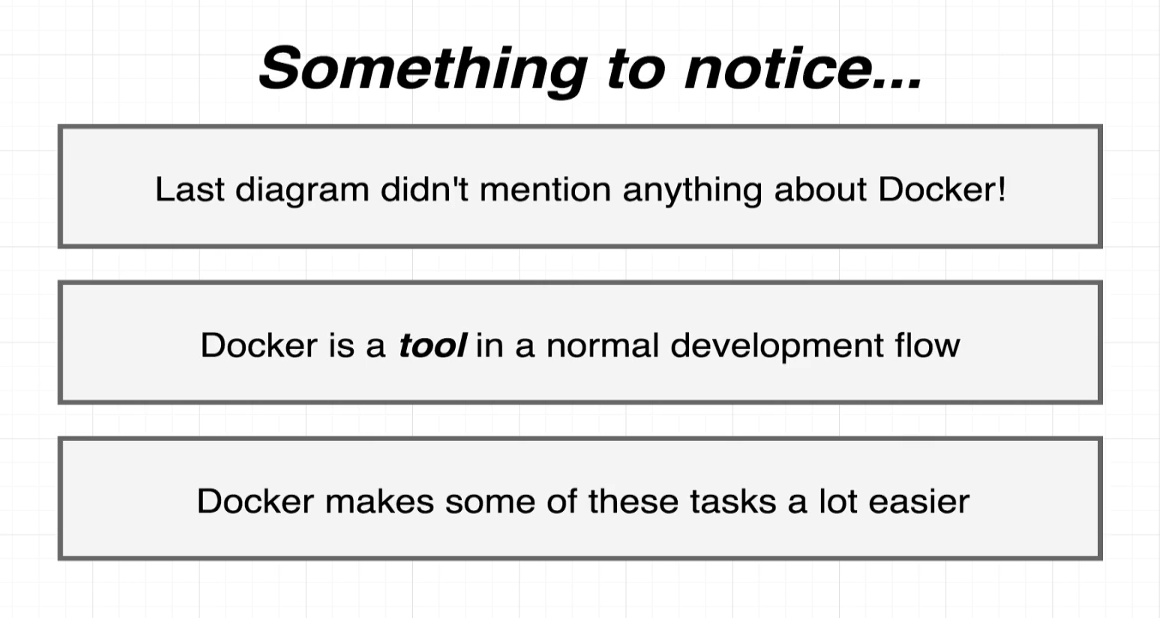 Something to notice...
Last diagram didn't mention anything about Docker!
Docker is a tool in a normal development flow
Docker makes some of these tasks a lot easier